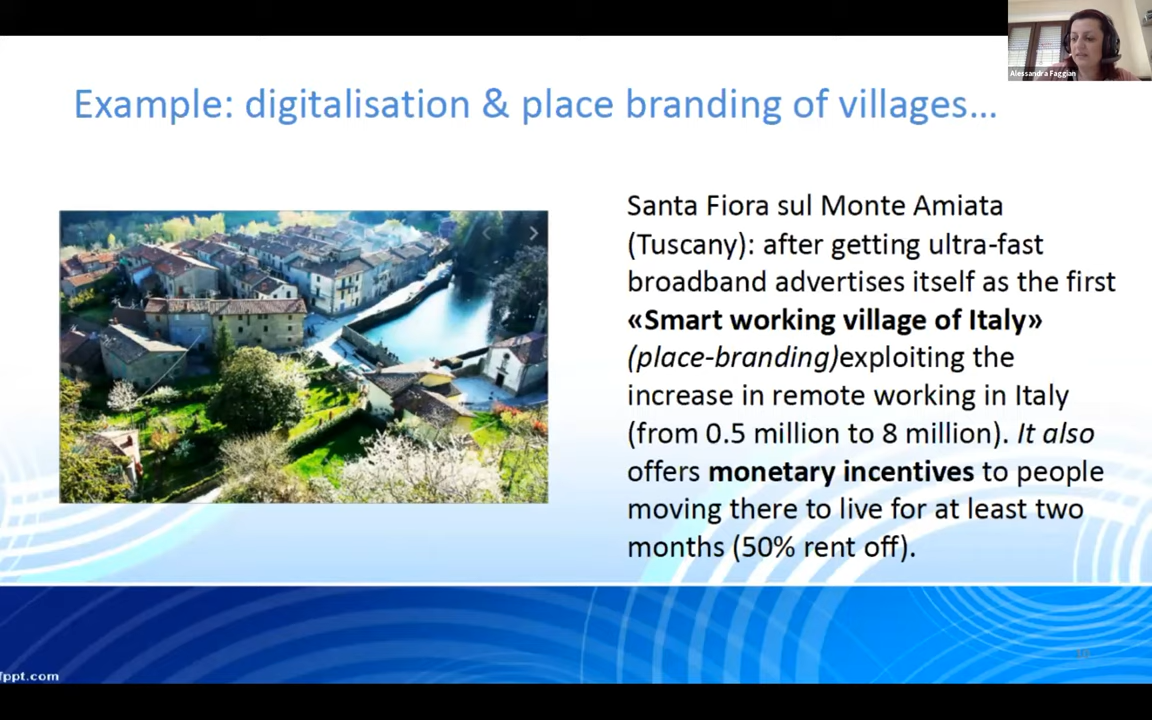 Alessandra Faggian
Example: digitalisation & place branding of villages...
Santa Fiora sul Monte Amiata
(Tuscany): after getting ultra-fast
broadband advertises itself as the first
«Smart working village of Italy»
(place-branding)exploiting the
increase in remote working in Italy
(from 0.5 million to 8 million). It also
offers monetary incentives to people
moving there to live for at least two
months (50% rent off).
fppt.com